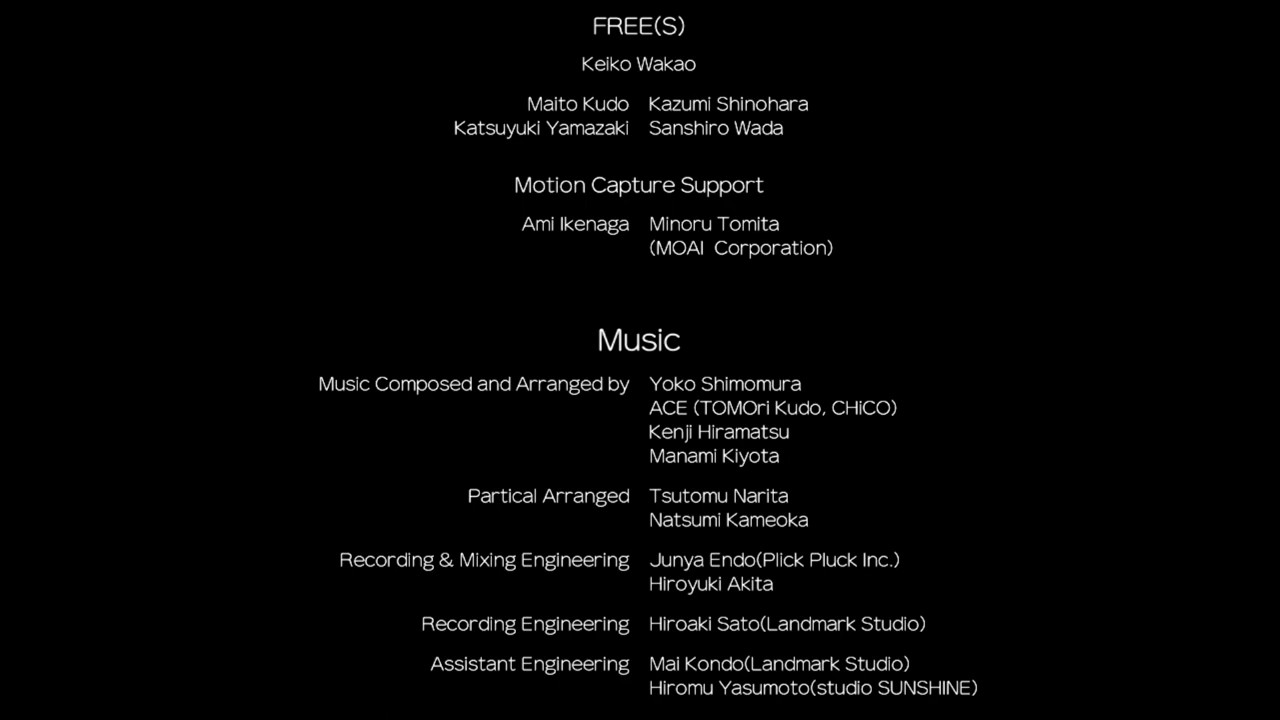 FREE(S)
Keiko Wakao
Maito Kudo Kazumi Shinohara
Katsuyuki Yamazaki Sanshiro Wada
Motion Capture Support
Ami Ikenaga Minoru Tomita
(MOAI Corporation)
Music
Music Composed and Arranged by Yoko Shimomura
ACE (TOMOri Kudo, CHiCO)
Kenji Hiramatsu
Manami Kiyota
Partical Arranged Tsutomu Narita
Natsumi Kameoka
Recording & Mixing Engineering Junya Endo(Plick Pluck Inc.)
Hiroyuki Akita
Recording Engineering Hiroaki Sato(Landmark Studio)
Assistant Engineering Mai Kondo(Landmark Studio)
Hiromu Yasumoto(studio SUNSHINE)